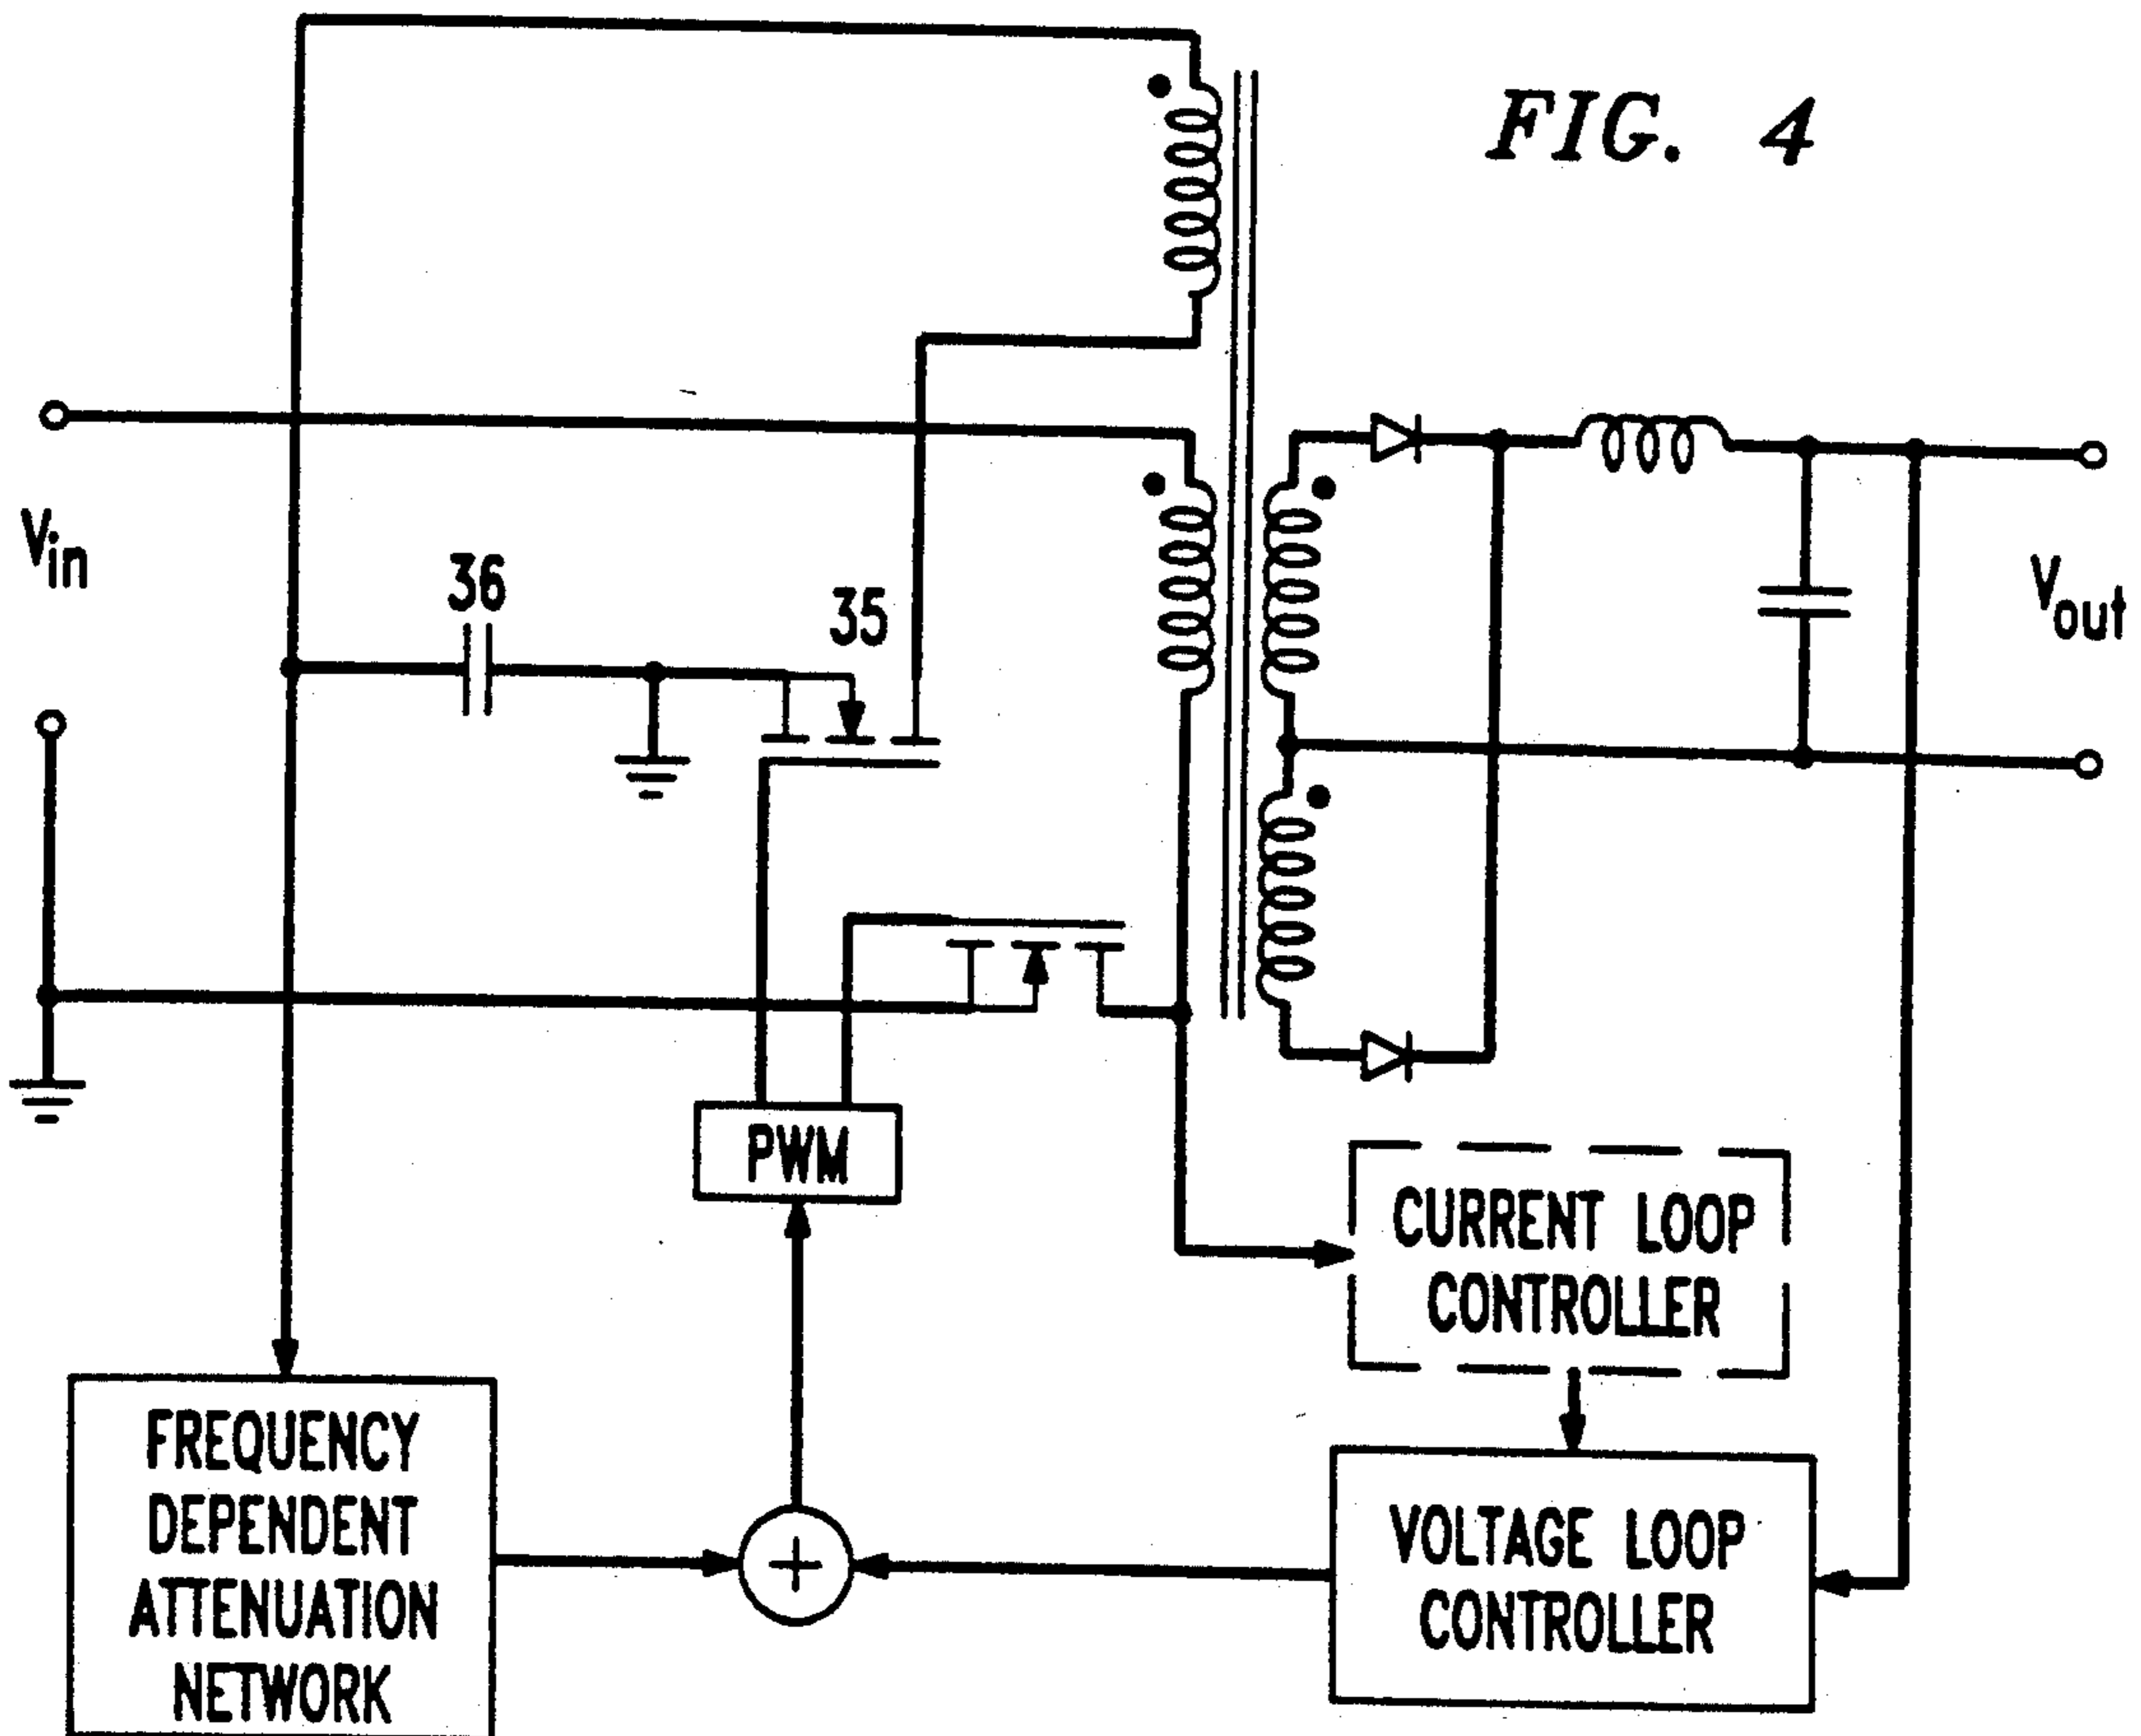 FIG. 4
Vin
36
35
Vout
PWM
CURRENT LOOP
CONTROLLER
FREQUENCY
DEPENDENT
ATTENUATION
NETWORK
+
VOLTAGE LOOP
CONTROLLER